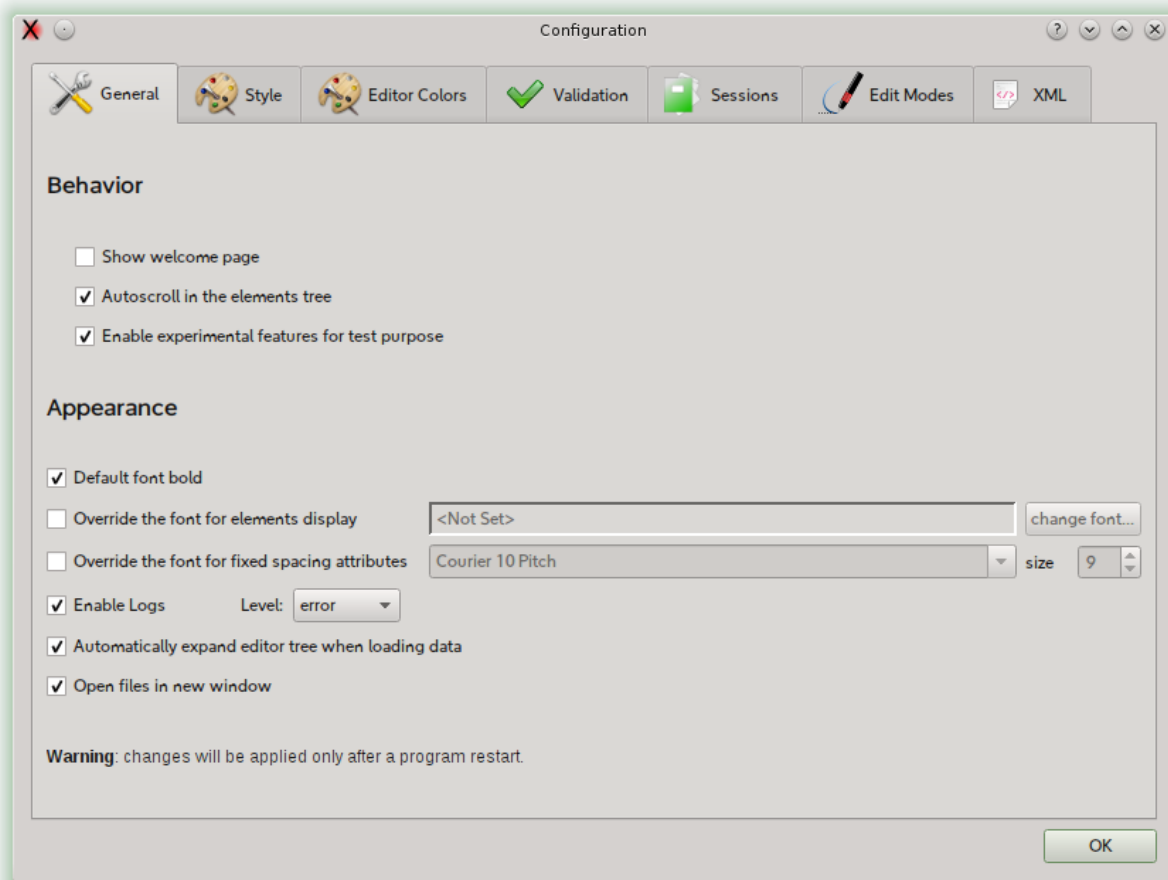 Configuration
General Style Editor Colors Validation Sessions Edit Modes XML
Behavior
Show welcome page
Autoscroll in the elements tree
Enable experimental features for test purpose
Appearance
Default font bold
Override the font for elements display <Not Set> change font...
Override the font for fixed spacing attributes Courier 10 Pitch size 9
Enable Logs Level: error
Automatically expand editor tree when loading data
Open files in new window
Warning: changes will be applied only after a program restart.
OK